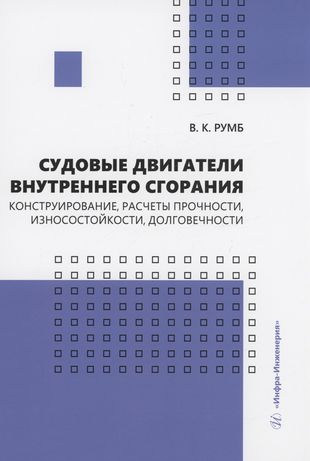 В. К. РУМБ
СУДОВЫЕ ДВИГАТЕЛИ
ВНУТРЕННЕГО СГОРАНИЯ
КОНСТРУИРОВАНИЕ, РАСЧЕТЫ ПРОЧНОСТИ,
ИЗНОСОСТОЙКОСТИ, ДОЛГОВЕЧНОСТИ
«Инфра-Инженерия»